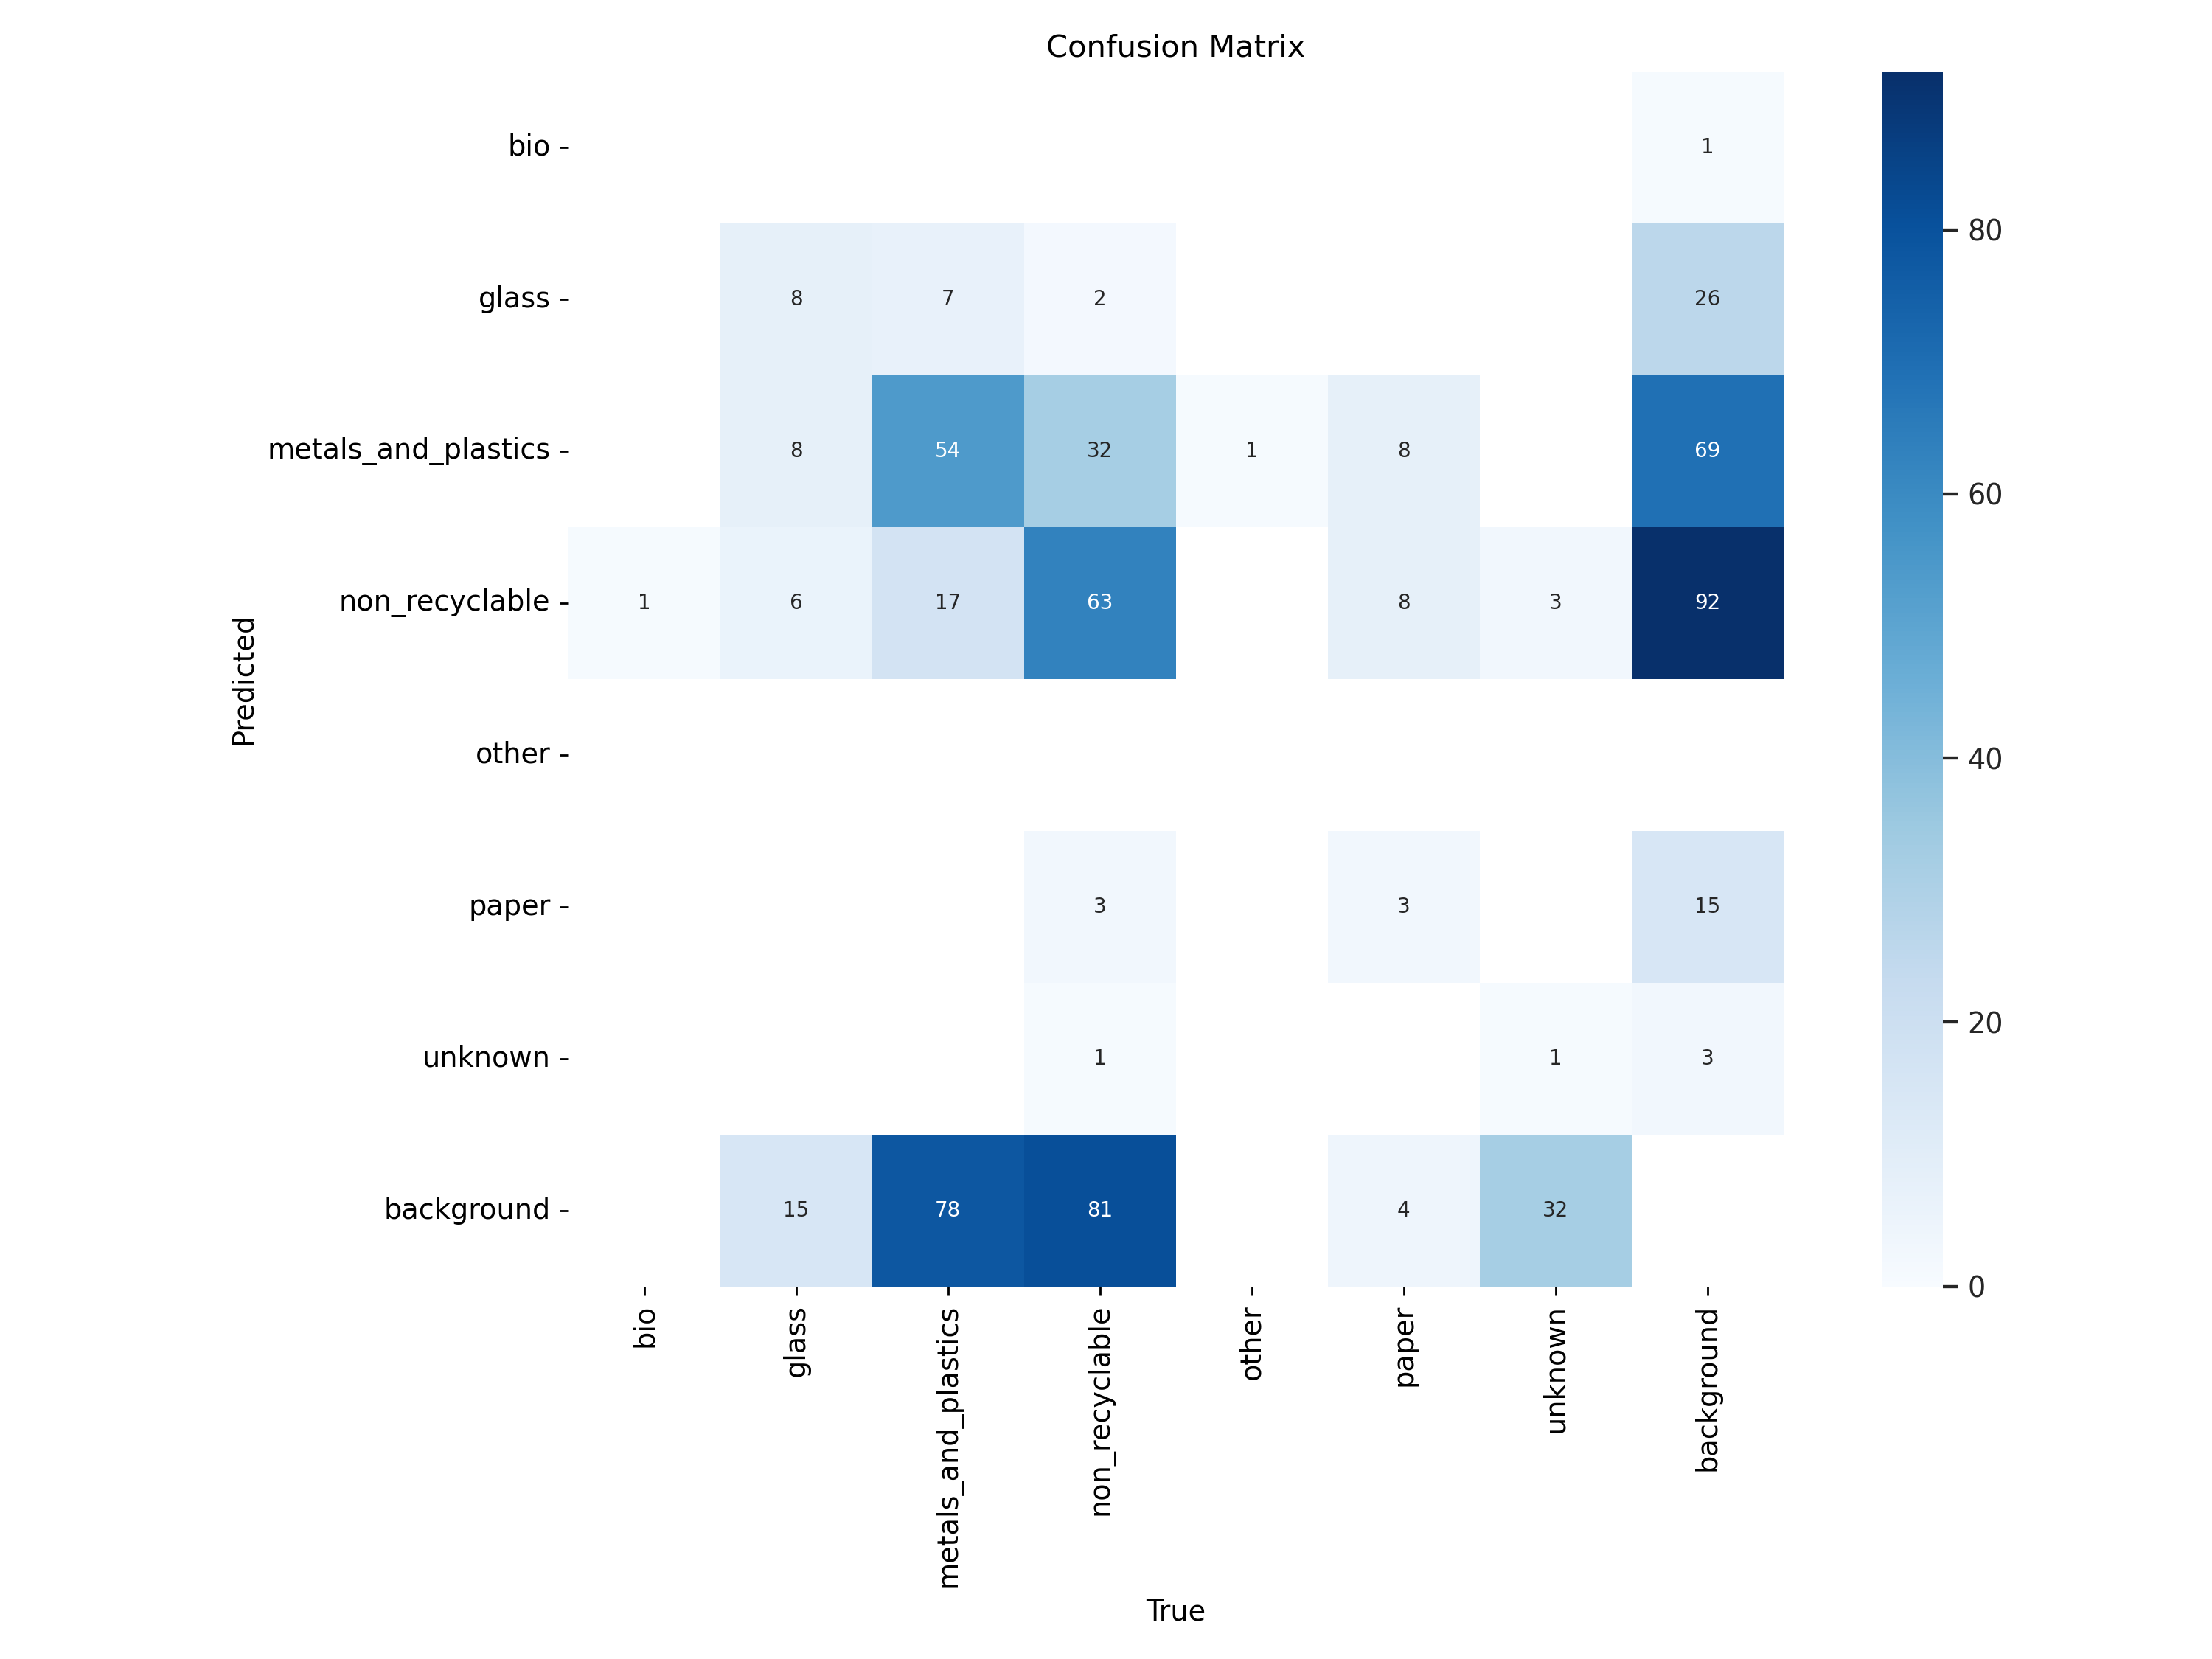 Confusion Matrix
bio
1
glass
8 7 2 26
metals_and_plastics
8 54 32 1 8 69
non_recyclable
1 6 17 63 8 3 92
other
paper
3 3 15
unknown
1 1 3
background
15 78 81 4 32
Predicted
bio
glass
metals_and_plastics
non_recyclable
other
paper
unknown
background
True
80
60
40
20
0